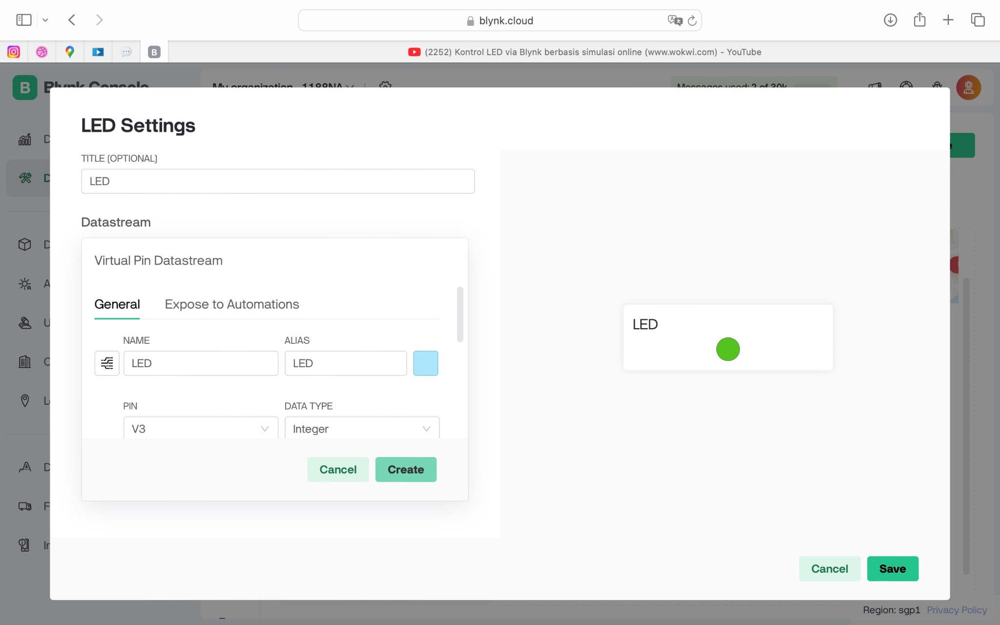 blynk.cloud
B
(2252) Kontrol LED via Blynk berbasis simulasi online (www.wokwi.com) - YouTube
B Blynk Console
My organization - 1188NA
Messages used: 2 of 30k
LED Settings
TITLE (OPTIONAL)
LED
Datastream
Virtual Pin Datastream
General
Expose to Automations
NAME
ALIAS
LED
LED
PIN
DATA TYPE
V3
Integer
Cancel
Create
LED
Cancel
Save
Region: sgp1
Privacy Policy